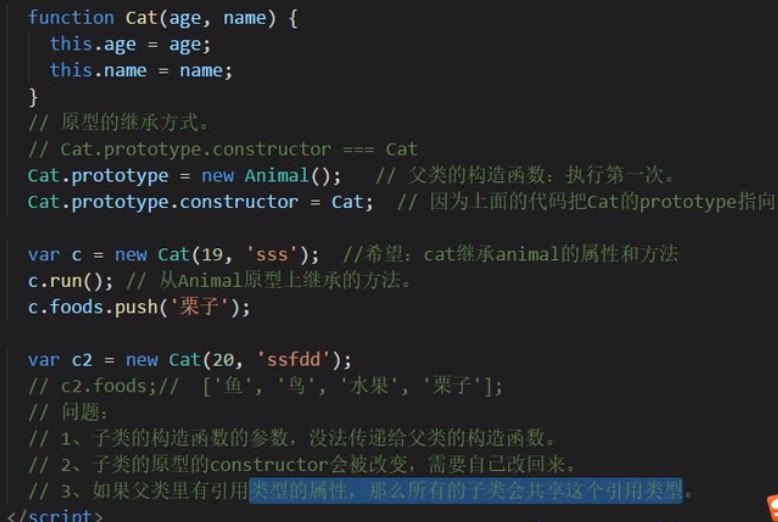 function Cat(age, name) {
this.age = age;
this.name = name;
}
// 原型的继承方式。
// Cat.prototype.constructor === Cat
Cat.prototype = new Animal(); // 父类的构造函数：执行第一次。
Cat.prototype.constructor = Cat; // 因为上面的代码把Cat的prototype指向
var c = new Cat(19, 'sss'); //希望：cat继承animal的属性和方法
c.run(); // 从Animal原型上继承的方法。
c.foods.push('栗子');
var c2 = new Cat(20, 'ssfdd');
// c2.foods;// ['鱼', '鸟', '水果', '栗子'];
// 问题：
// 1、子类的构造函数的参数，没法传递给父类的构造函数。
// 2、子类的原型的constructor会被改变，需要自己改回来。
// 3、如果父类里有引用类型的属性，那么所有的子类会共享这个引用类型。
</script>